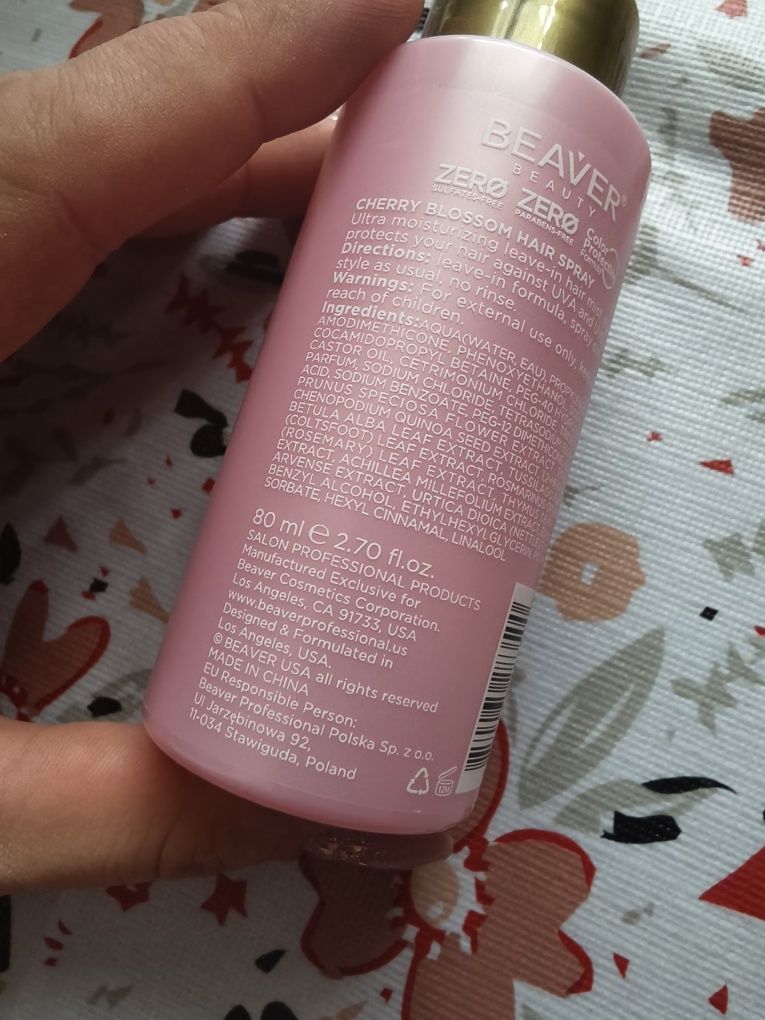 BEAVER®
BEAUTY
ZERØ ZERØ Color
SULFATES-FREE PARABENS-FREE Protecting
FORMULA
CHERRY BLOSSOM HAIR SPRAY
Ultra moisturizing leave-in hair mist
protects your hair against UVA and
Directions: leave-in formula, spray
style as usual, no rinse.
Warnings: For external use only,
reach of children.
Ingredients:AQUA(WATER, EAU),
AMODIMETHICONE, PHENOXYETHANOL,
COCAMIDOPROPYL BETAINE, PEG-40
CASTOR OIL, CETRIMONIUM CHLORIDE,
PARFUM, SODIUM CHLORIDE,
ACID, SODIUM BENZOATE, PEG-12
PRUNUS SPECIOSA FLOWER EXTRACT,
CHENOPODIUM QUINOA SEED EXTRACT,
BETULA ALBA LEAF EXTRACT,
(COLTSFOOT) LEAF EXTRACT,
(ROSEMARY) LEAF EXTRACT,
EXTRACT, ACHILLEA MILLEFOLIUM EXTRACT,
ARVENSE EXTRACT, URTICA DIOICA
BENZYL ALCOHOL, ETHYLHEXYLGLYCERIN,
SORBATE, HEXYL CINNAMAL, LINALOOL
80 ml ℮ 2.70 fl.oz.
SALON PROFESSIONAL PRODUCTS
Manufactured Exclusive for
Beaver Cosmetics Corporation.
Los Angeles, CA 91733, USA
www.beaverprofessional.us
Designed & Formulated in
Los Angeles, USA.
© BEAVER USA all rights reserved
MADE IN CHINA
EU Responsible Person:
Beaver Professional Polska Sp. z o.o.
Ul Jarzębinowa 92,
11-034 Stawiguda, Poland
12M